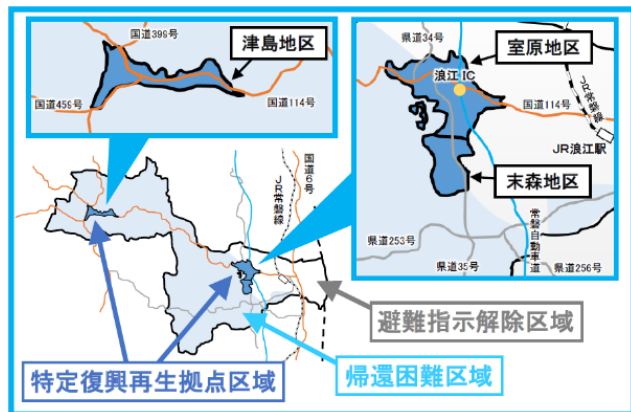 国道399号
津島地区
国道459号
国道114号
県道34号
室原地区
浪江IC
国道114号
JR常磐線
JR浪江駅
末森地区
県道253号
県道35号
常磐自動車道
県道256号
国道6号
JR常磐線
避難指示解除区域
特定復興再生拠点区域
帰還困難区域